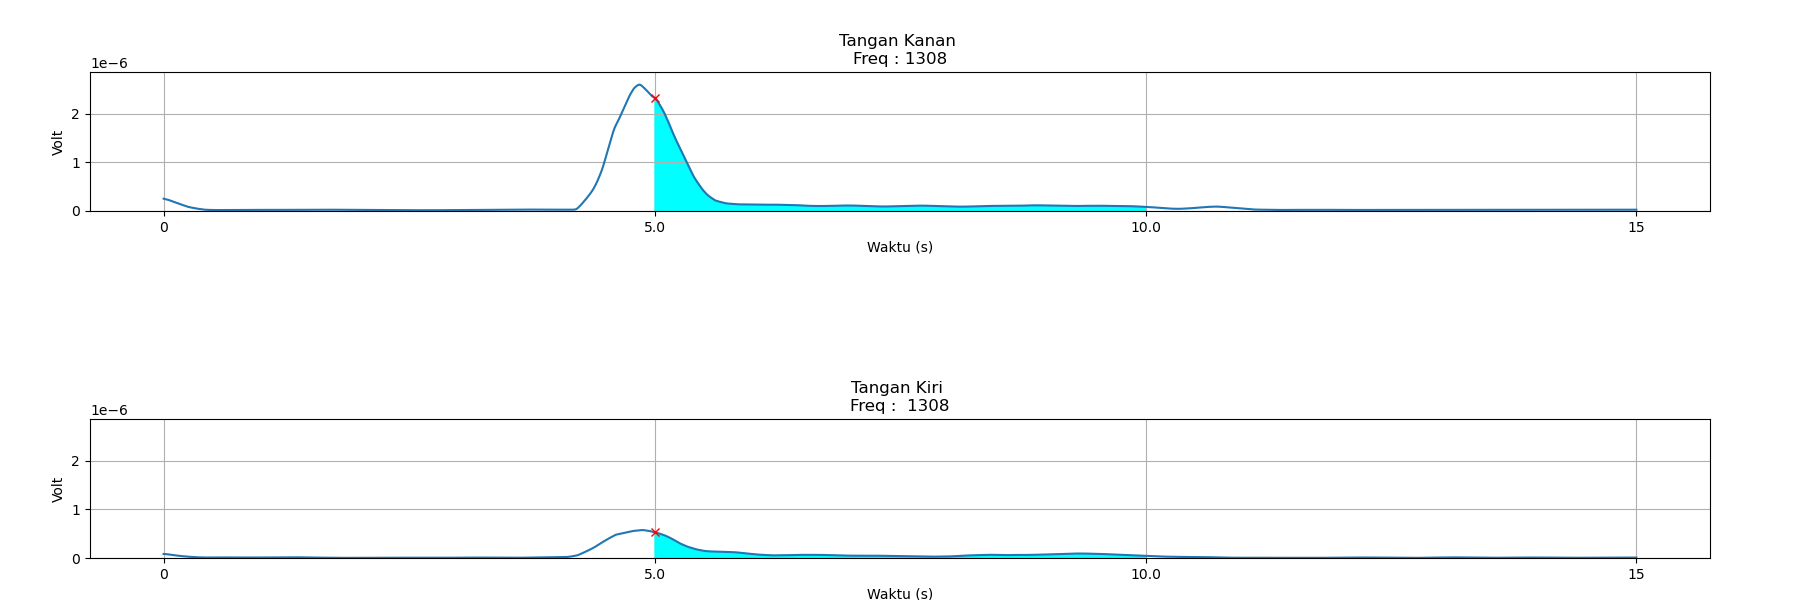 Tangan Kanan
Freq : 1308
1e−6
2
1
0
Volt
0 5.0 10.0 15
Waktu (s)
Tangan Kiri
Freq :  1308
1e−6
2
1
0
Volt
0 5.0 10.0 15
Waktu (s)